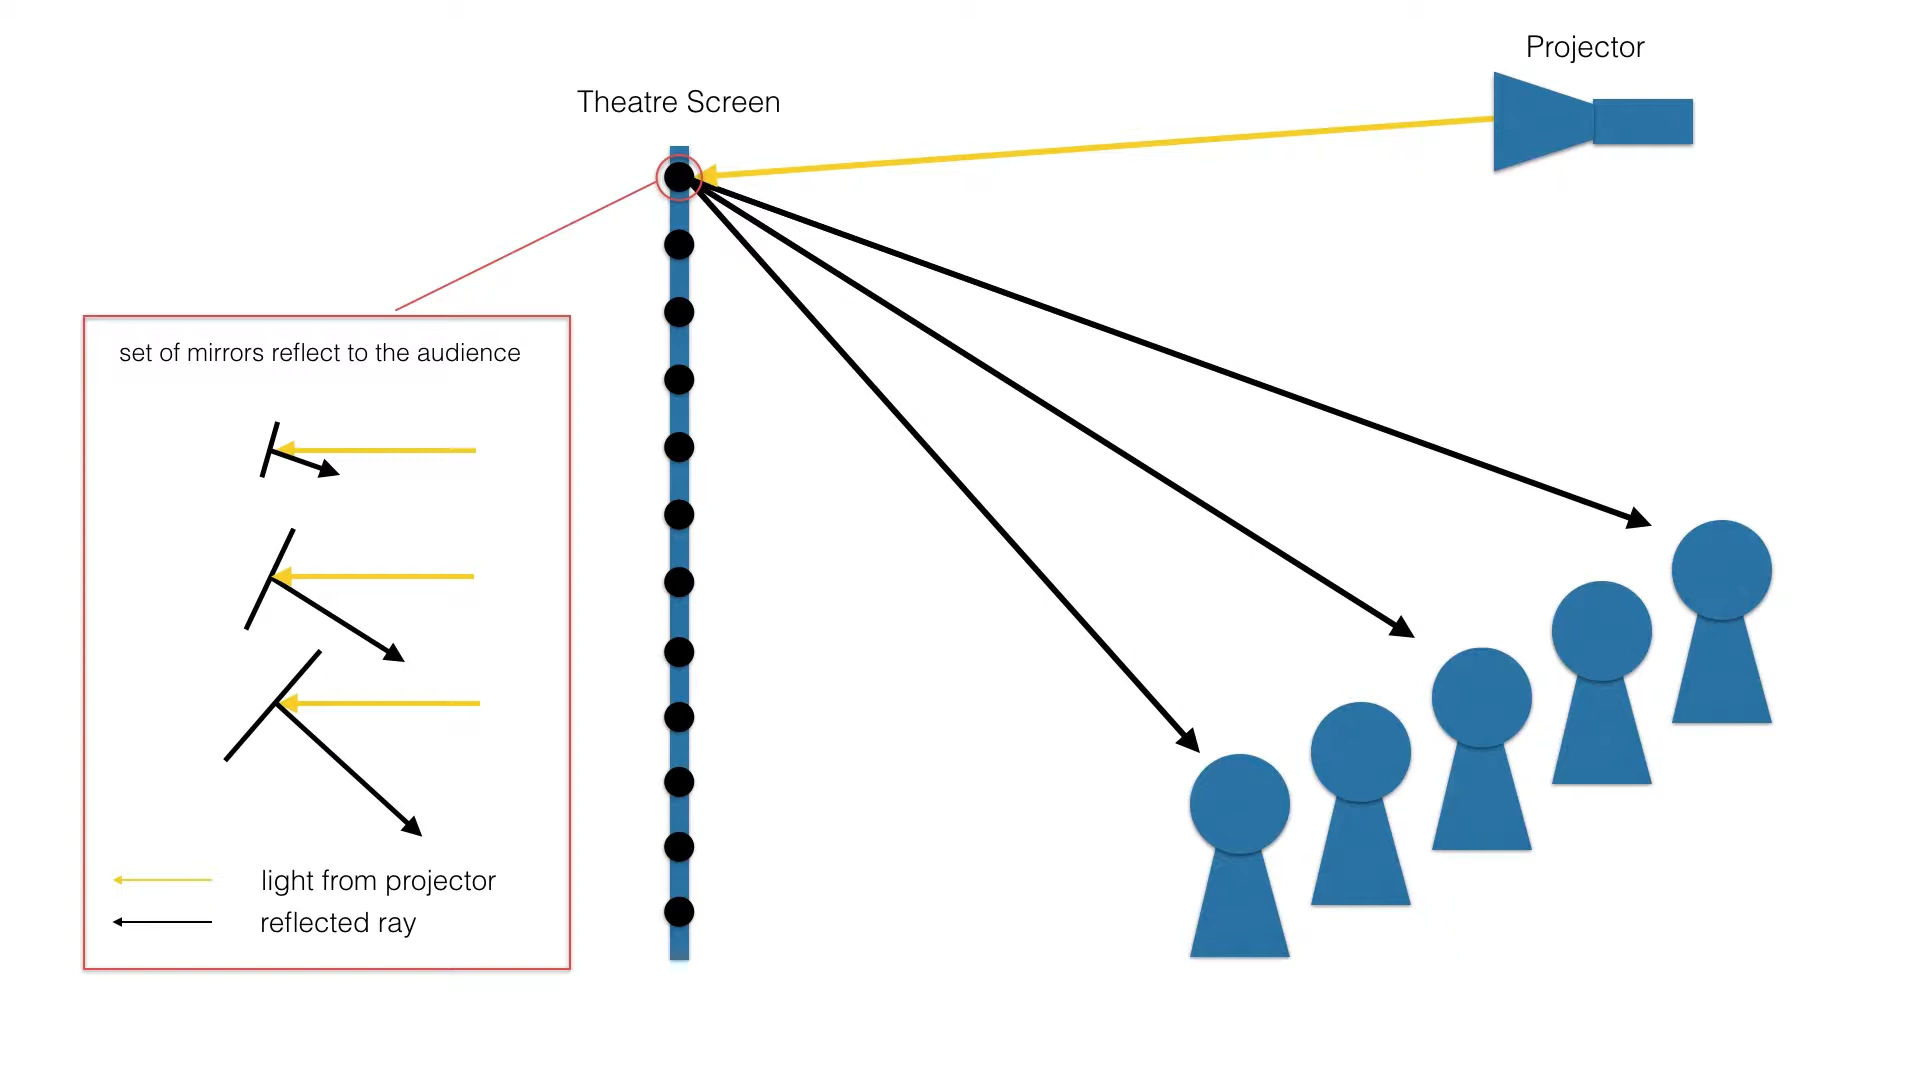 Projector
Theatre Screen
set of mirrors reflect to the audience
light from projector
reflected ray